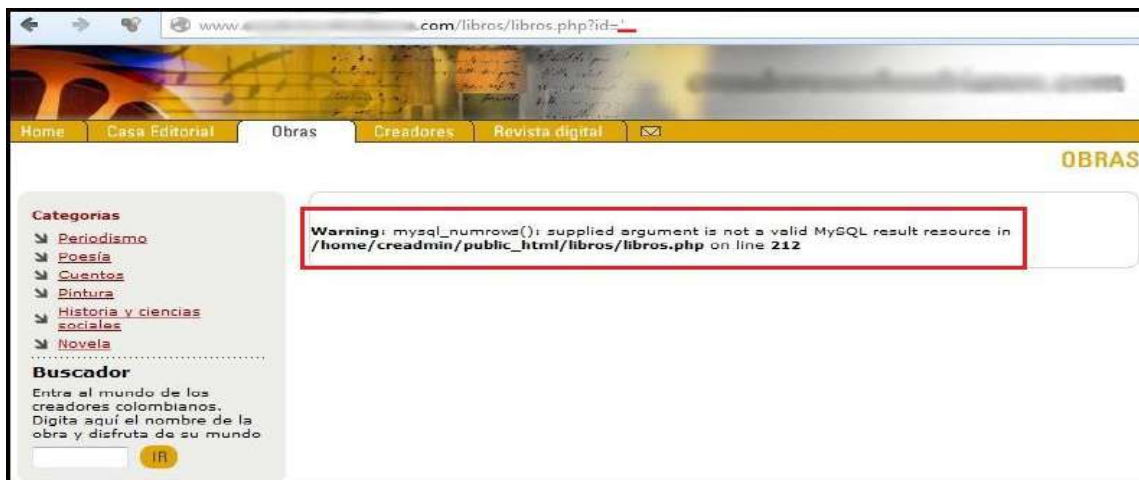 www.
.com/libros/libros.php?id='
Home Casa Editorial Obras Creadores Revista digital
OBRAS
Categorias
Periodismo
Poesía
Cuentos
Pintura
Historia y ciencias
sociales
Novela
Buscador
Entra al mundo de los
creadores colombianos.
Digita aquí el nombre de la
obra y disfruta de su mundo
IR
Warning: mysql_numrows(): supplied argument is not a valid MySQL result resource in
/home/creadmin/public_html/libros/libros.php on line 212